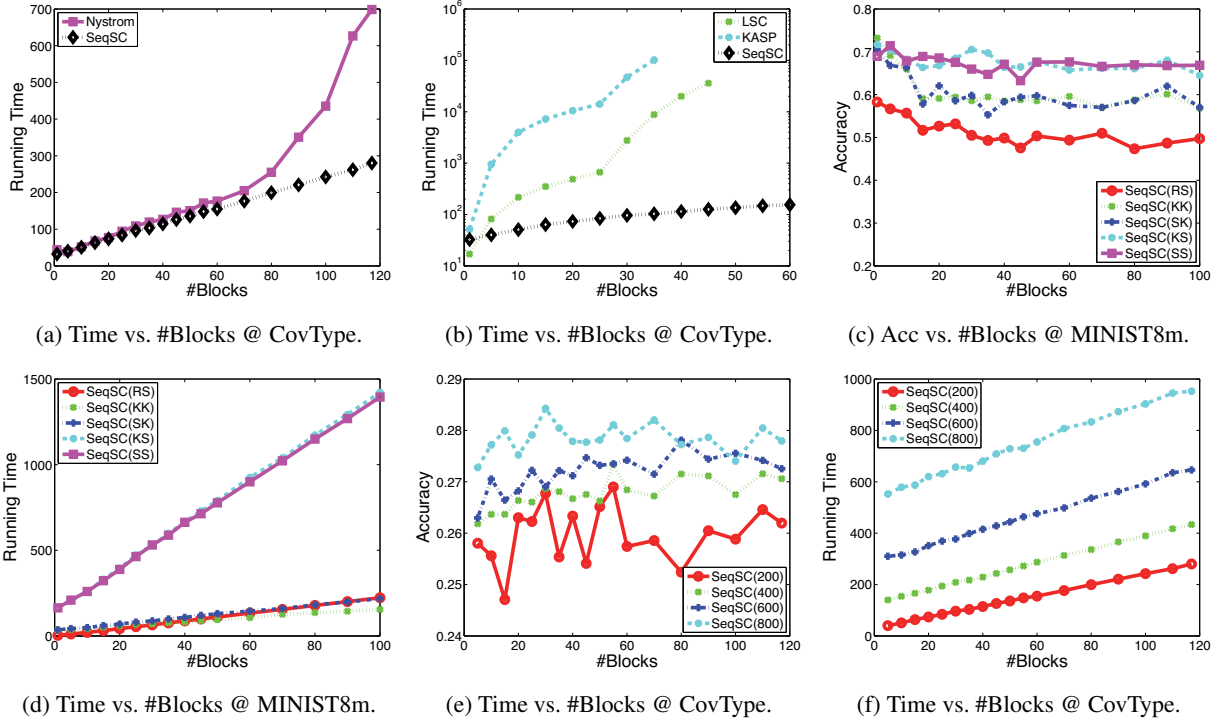 700
600
500
400
300
200
100
0
0 20 40 60 80 100 120
Running Time
#Blocks
Nystrom
SeqSC
(a) Time vs. #Blocks @ CovType.
10^6
10^5
10^4
10^3
10^2
10^1
0 10 20 30 40 50 60
Running Time
#Blocks
LSC
KASP
SeqSC
(b) Time vs. #Blocks @ CovType.
0.8
0.7
0.6
0.5
0.4
0.3
0.2
0 20 40 60 80 100
Accuracy
#Blocks
SeqSC(RS)
SeqSC(KK)
SeqSC(SK)
SeqSC(KS)
SeqSC(SS)
(c) Acc vs. #Blocks @ MINIST8m.
1500
1000
500
0
0 20 40 60 80 100
Running Time
#Blocks
SeqSC(RS)
SeqSC(KK)
SeqSC(SK)
SeqSC(KS)
SeqSC(SS)
(d) Time vs. #Blocks @ MINIST8m.
0.29
0.28
0.27
0.26
0.25
0.24
0 20 40 60 80 100 120
Accuracy
#Blocks
SeqSC(200)
SeqSC(400)
SeqSC(600)
SeqSC(800)
(e) Time vs. #Blocks @ CovType.
1000
800
600
400
200
0
0 20 40 60 80 100 120
Running Time
#Blocks
SeqSC(200)
SeqSC(400)
SeqSC(600)
SeqSC(800)
(f) Time vs. #Blocks @ CovType.